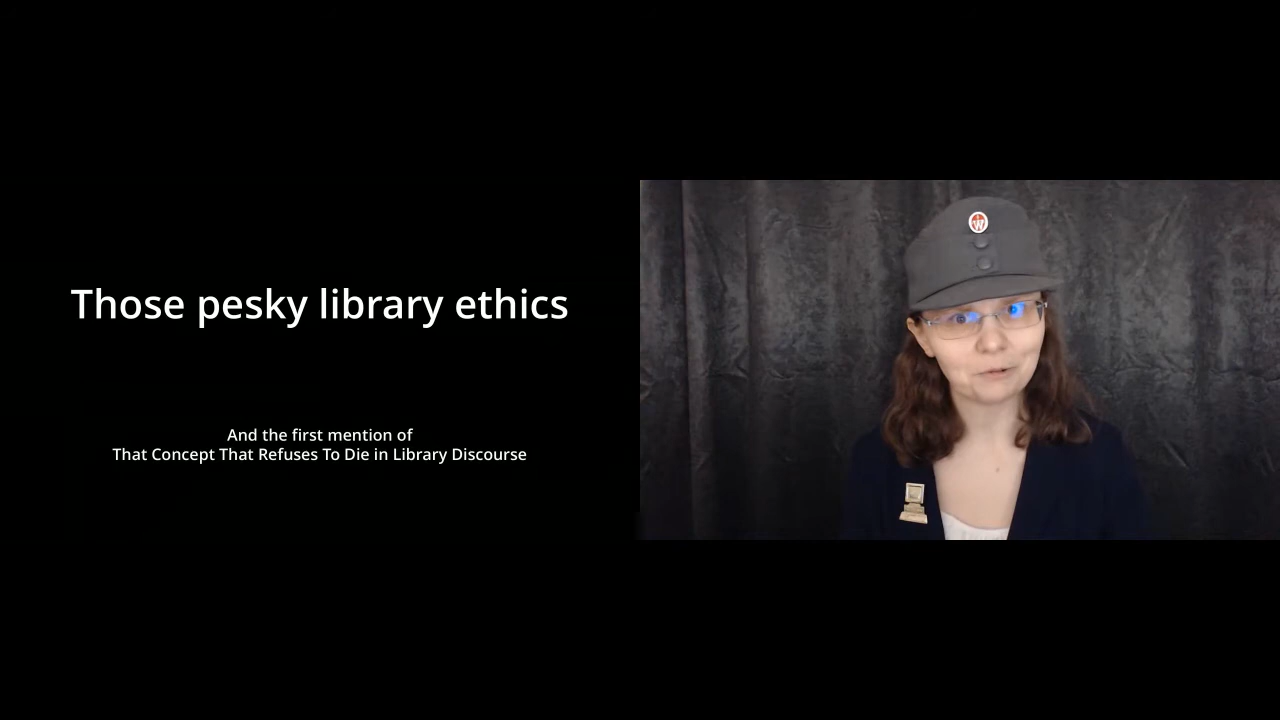 Those pesky library ethics
And the first mention of
That Concept That Refuses To Die in Library Discourse
W